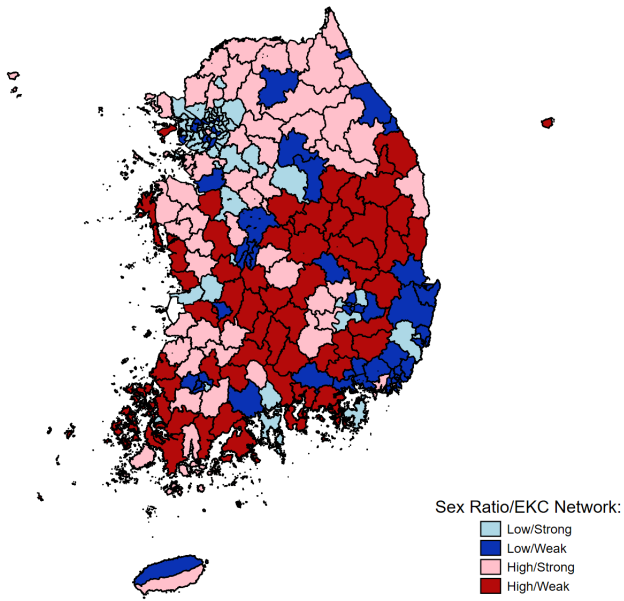 Sex Ratio/EKC Network:
Low/Strong
Low/Weak
High/Strong
High/Weak